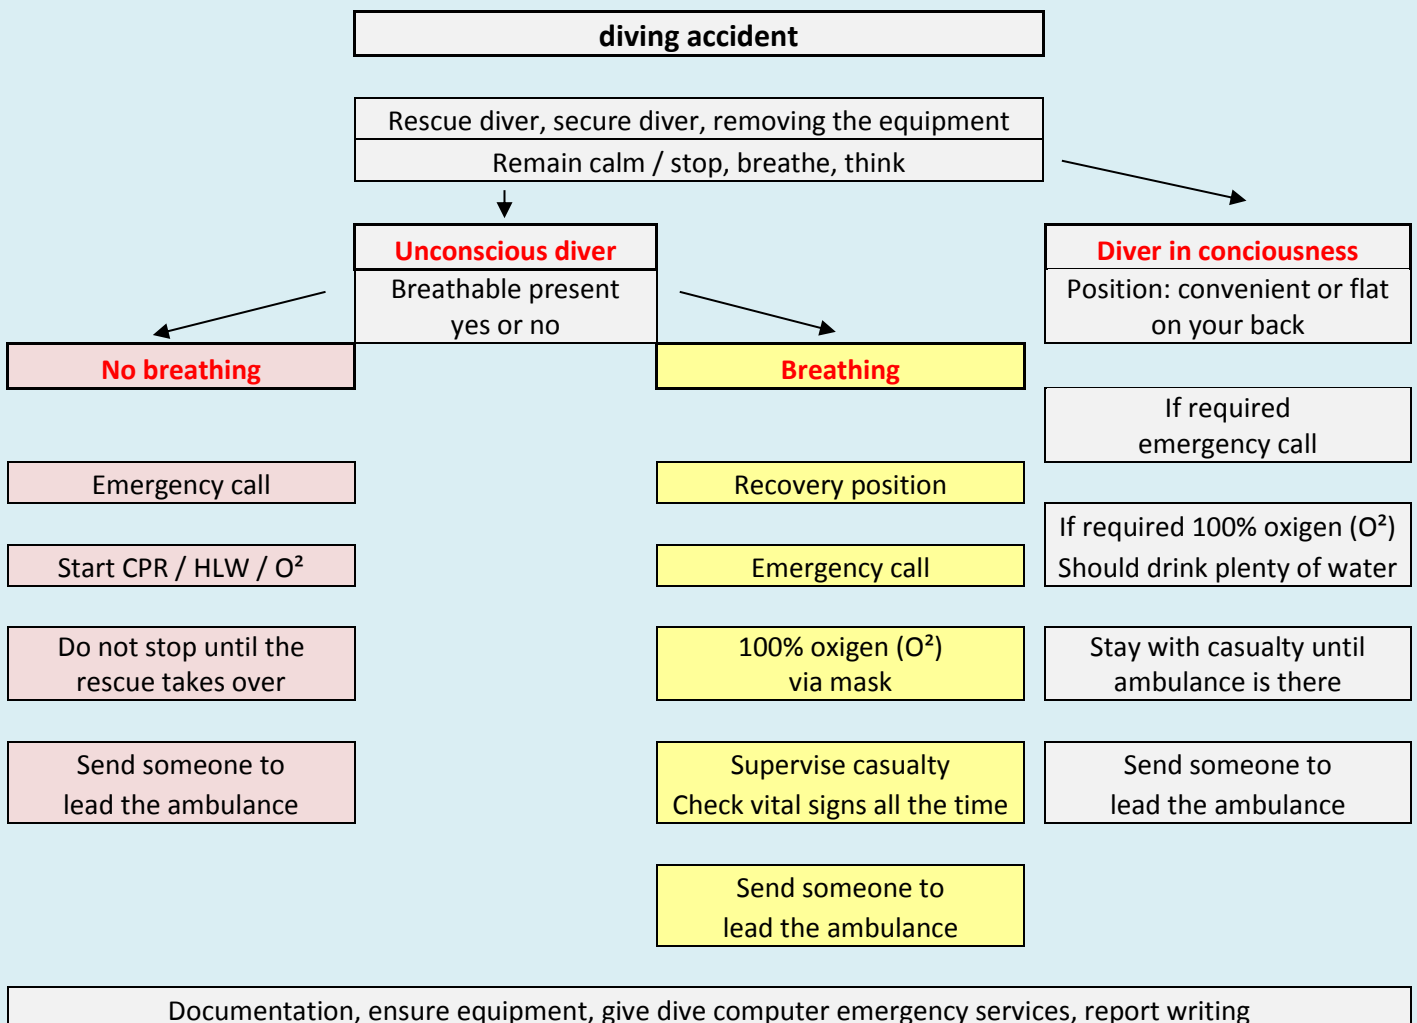 diving accident
Rescue diver, secure diver, removing the equipment
Remain calm / stop, breathe, think
Unconscious diver
Breathable present
yes or no
No breathing
Emergency call
Start CPR / HLW / O²
Do not stop until the
rescue takes over
Send someone to
lead the ambulance
Breathing
Recovery position
Emergency call
100% oxigen (O²)
via mask
Supervise casualty
Check vital signs all the time
Send someone to
lead the ambulance
Diver in conciousness
Position: convenient or flat
on your back
If required
emergency call
If required 100% oxigen (O²)
Should drink plenty of water
Stay with casualty until
ambulance is there
Send someone to
lead the ambulance
Documentation, ensure equipment, give dive computer emergency services, report writing